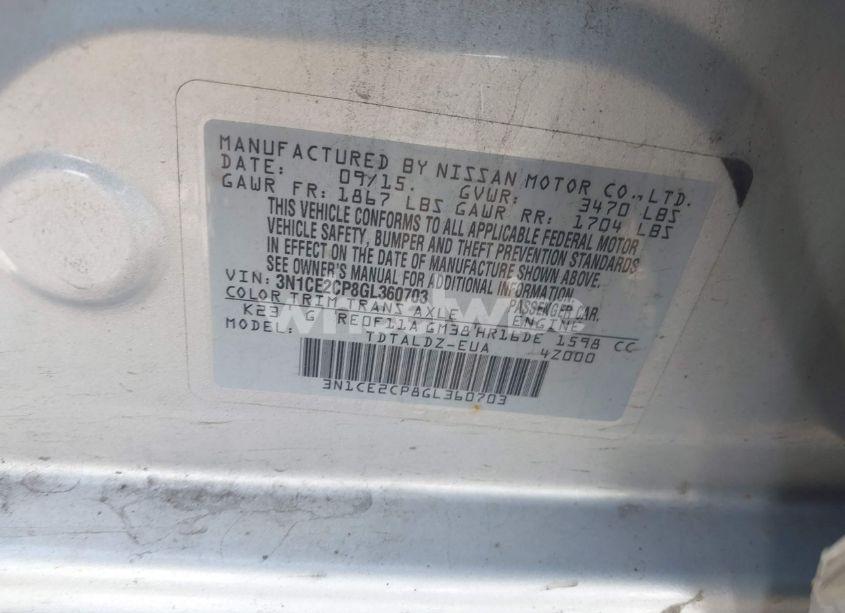 MANUFACTURED BY NISSAN MOTOR CO., LTD.
DATE: 09/15. GVWR: 3470 LBS
GAWR FR: 1867 LBS GAWR RR: 1704 LBS
THIS VEHICLE CONFORMS TO ALL APPLICABLE FEDERAL MOTOR
VEHICLE SAFETY, BUMPER AND THEFT PREVENTION STANDARDS
IN EFFECT ON THE DATE OF MANUFACTURE SHOWN ABOVE.
SEE OWNER'S MANUAL FOR ADDITIONAL INFORMATION.
VIN: 3N1CE2CP8GL360703 PASSENGER CAR.
COLOR TRIM TRANS AXLE ENGINE
K23 G RE0F11A GM38 HR16DE 1598 CC
MODEL: TDTALDZ-EUA 4Z000
3N1CE2CP8GL360703